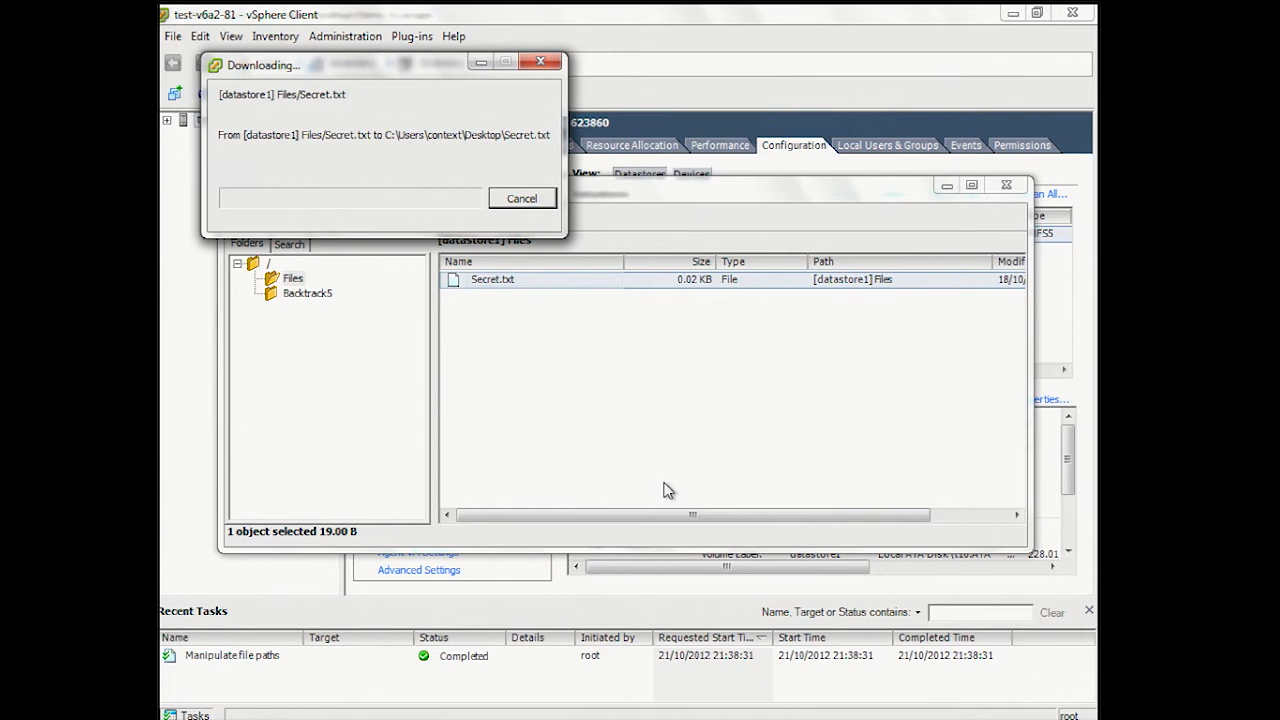 test-v6a2-81 - vSphere Client
File Edit View Inventory Administration Plug-ins Help
Downloading...
[datastore1] Files/Secret.txt
From [datastore1] Files/Secret.txt to C:\Users\context\Desktop\Secret.txt
Cancel
623860
Resource Allocation Performance Configuration Local Users & Groups Events Permissions
View: Datastores Devices
an All...
Folders Search
[datastore1] Files
Name Size Type Path Modif
/
Files
Backtrack5
Secret.txt 0.02 KB File [datastore1] Files 18/10/
1 object selected 19.00 B
erties...
Volume Label: datastore1 Local ATA Disk (t10.ATA ... 228.01
Advanced Settings
Recent Tasks
Name, Target or Status contains: Clear
Name Target Status Details Initiated by Requested Start Ti... Start Time Completed Time
Manipulate file paths Completed root 21/10/2012 21:38:31 21/10/2012 21:38:31 21/10/2012 21:38:31
Tasks root